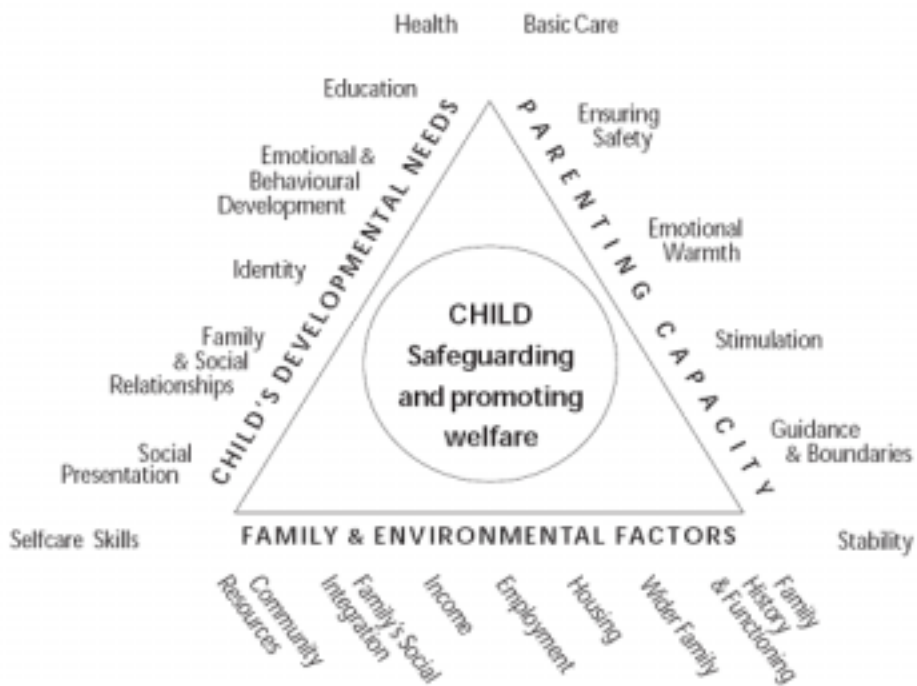 Health
Basic Care
Education
Ensuring
Safety
Emotional &
Behavioural
Development
Emotional
Warmth
Identity
Stimulation
Family
& Social
Relationships
Guidance
& Boundaries
Social
Presentation
Selfcare Skills
Stability
CHILD'S DEVELOPMENTAL NEEDS
PARENTING CAPACITY
CHILD
Safeguarding
and promoting
welfare
FAMILY & ENVIRONMENTAL FACTORS
Community
Resources
Family's Social
Integration
Income
Employment
Housing
Wider Family
Family
History
& Functioning